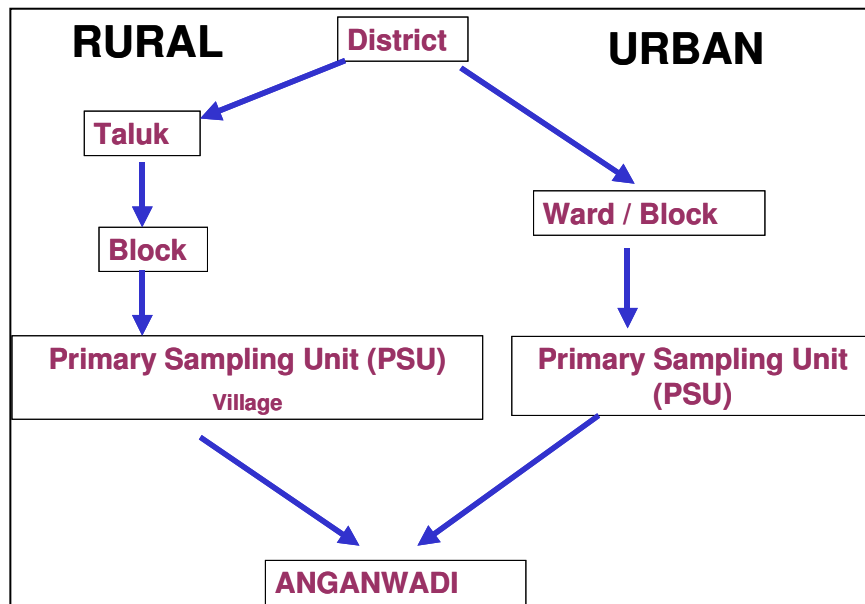 RURAL
District
URBAN
Taluk
Ward / Block
Block
Primary Sampling Unit (PSU)
Village
Primary Sampling Unit
(PSU)
ANGANWADI